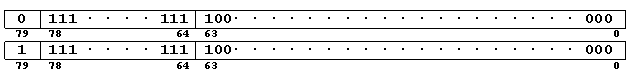 0 111 · · · · 111 100· · · · · · · · · · · · · · · · · · 000
79 78 64 63 0
1 111 · · · · 111 100· · · · · · · · · · · · · · · · · · 000
79 78 64 63 0